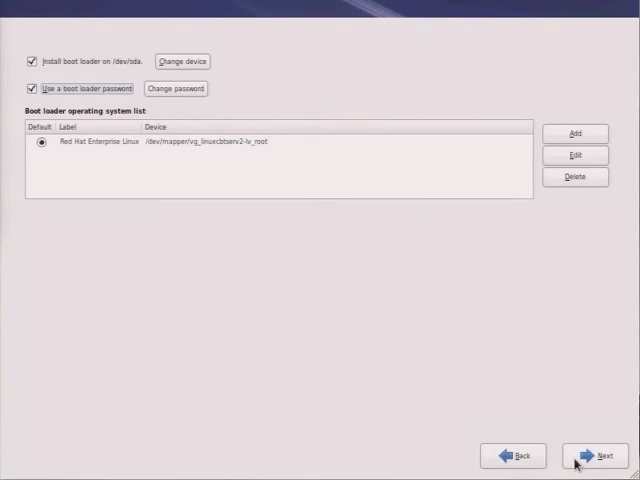 Install boot loader on /dev/sda. Change device
Use a boot loader password Change password
Boot loader operating system list
Default Label Device
Red Hat Enterprise Linux /dev/mapper/vg_linuxcbtserv2-lv_root
Add
Edit
Delete
Back Next